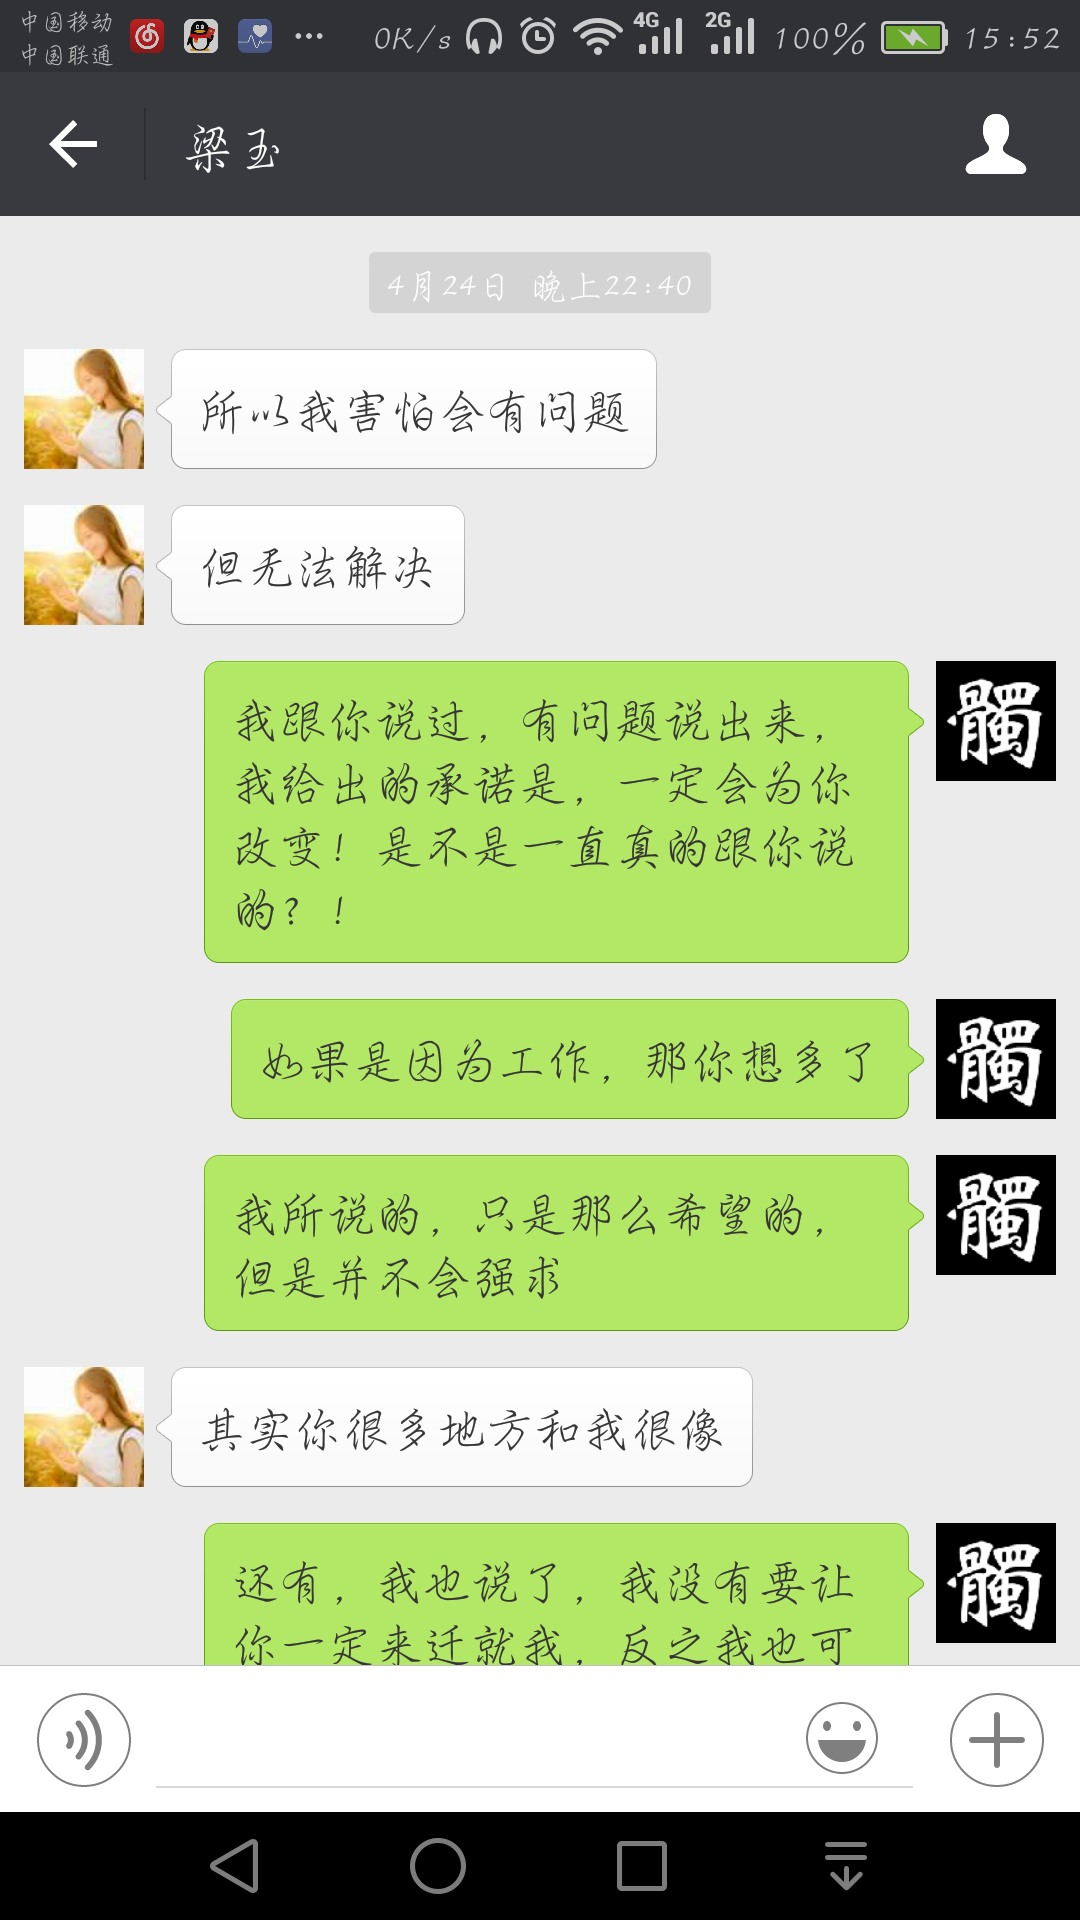 中国移动
中国联通
0K/s
4G
2G
100%
15:52
梁玉
4月24日 晚上22:40
所以我害怕会有问题
但无法解决
我跟你说过，有问题说出来，
我给出的承诺是，一定会为你
改变！是不是一直真的跟你说
的？！
髑
如果是因为工作，那你想多了
髑
我所说的，只是那么希望的，
但是并不会强求
髑
其实你很多地方和我很像
还有，我也说了，我没有要让
你一定来迁就我，反之我也可
髑